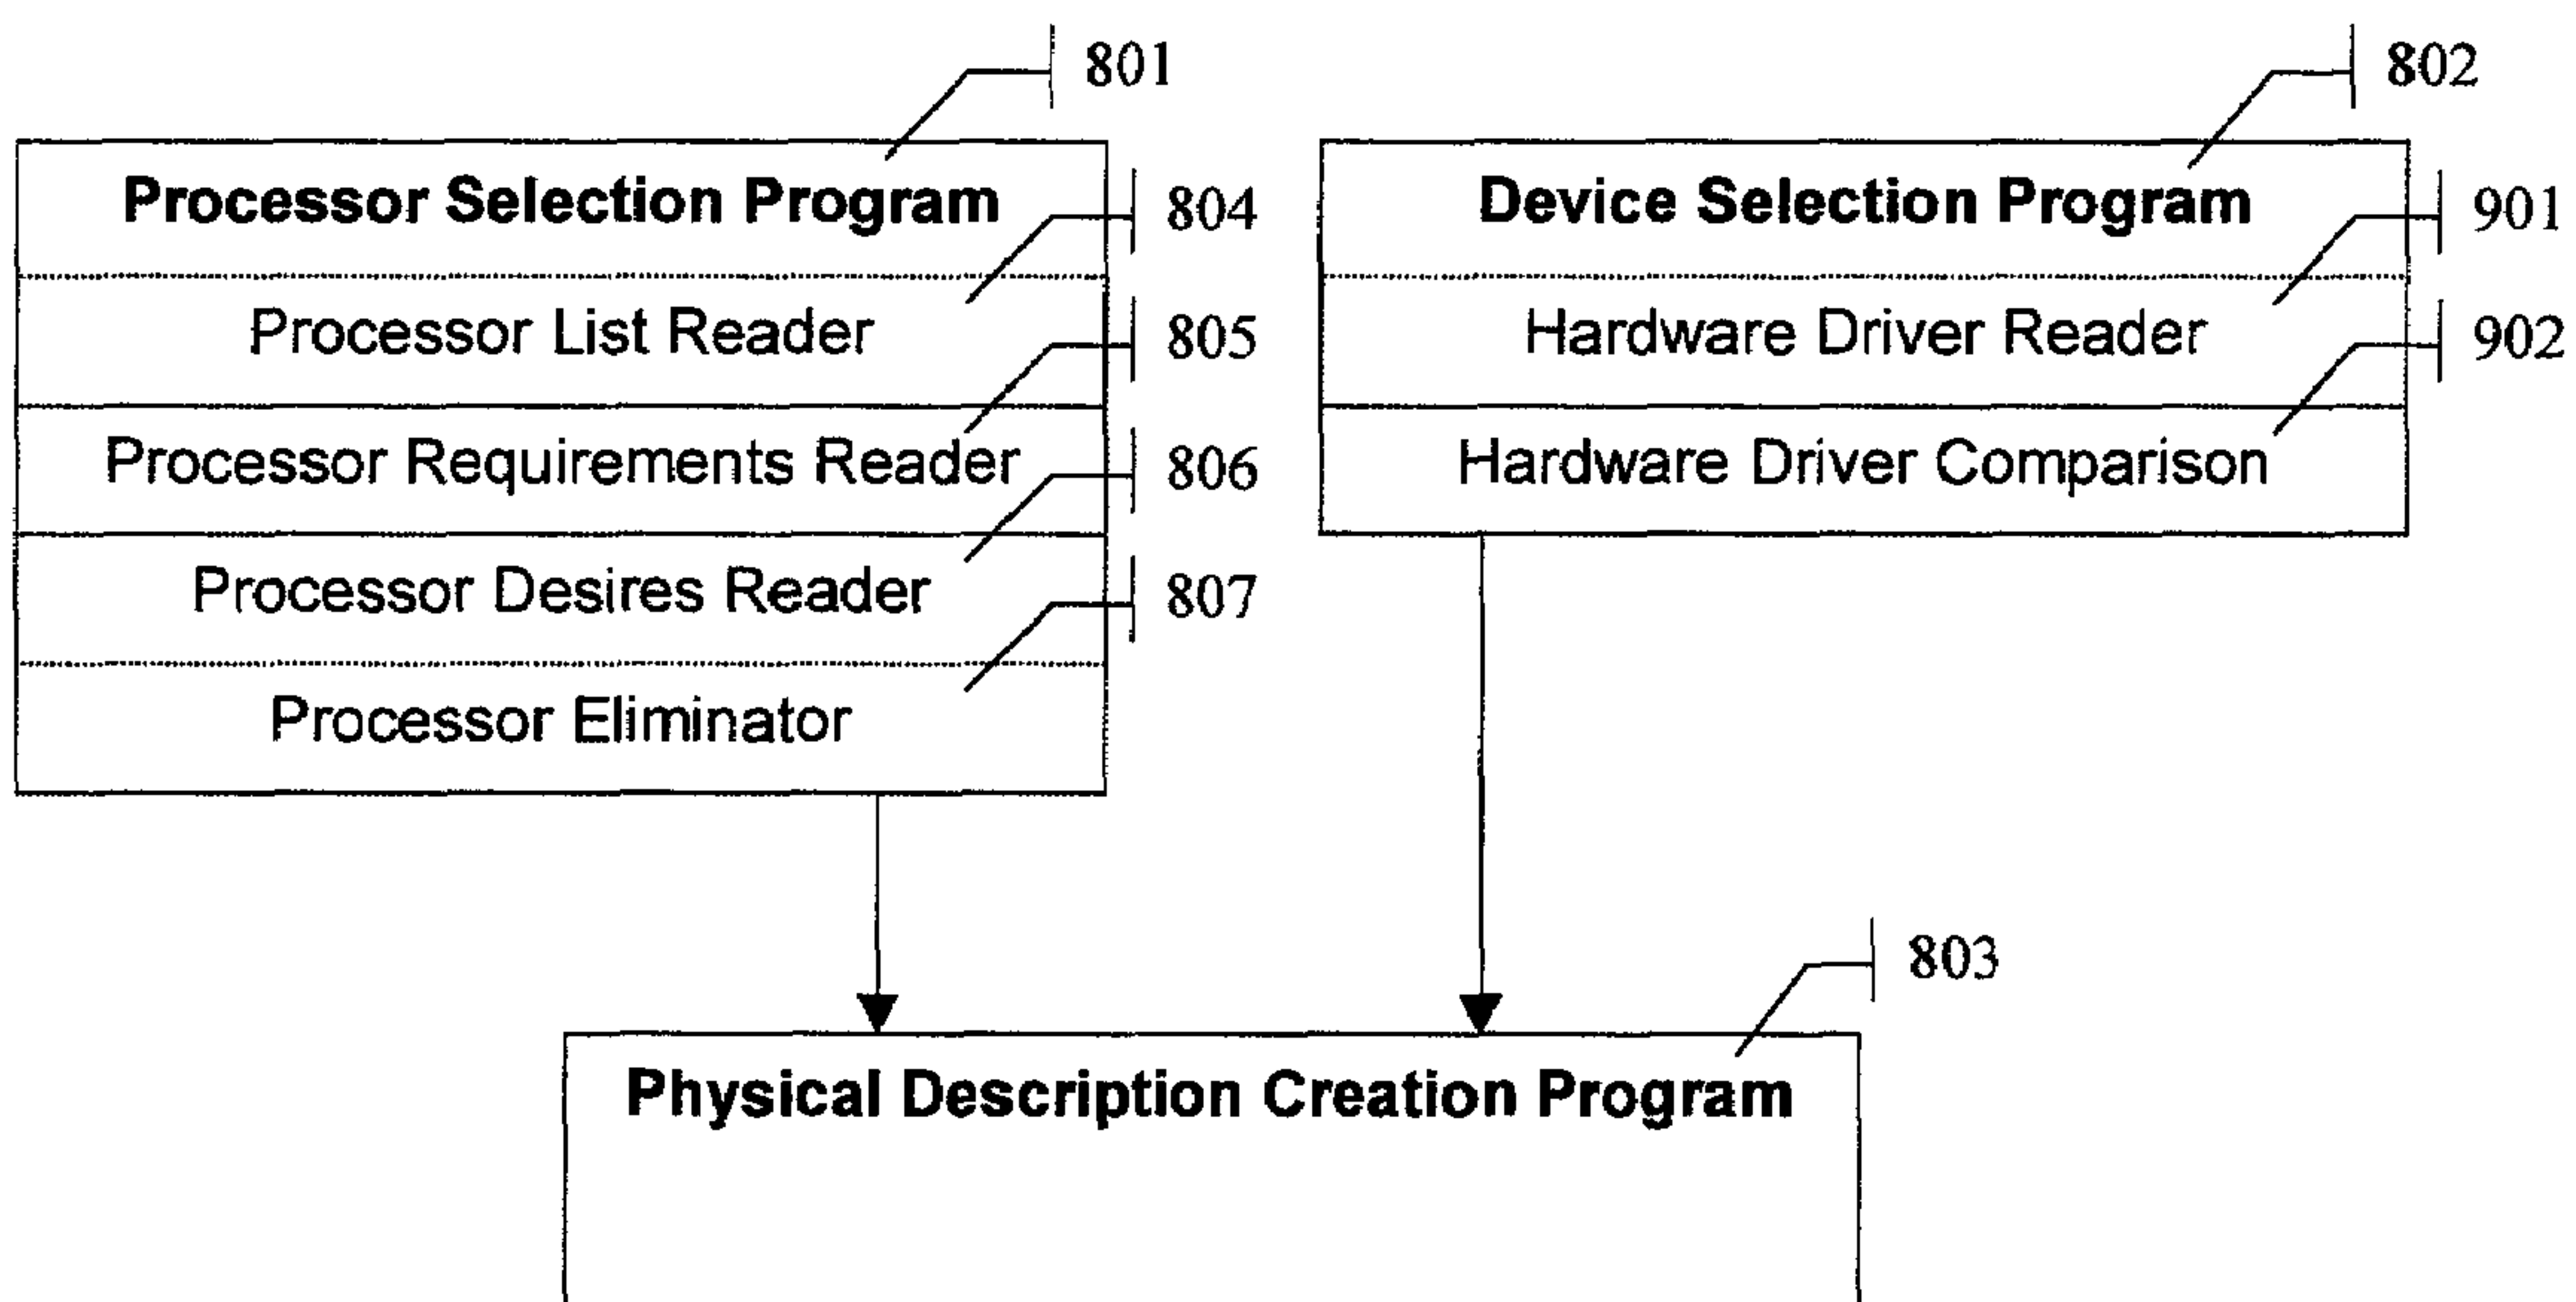 801
Processor Selection Program
804
Processor List Reader
805
Processor Requirements Reader
806
Processor Desires Reader
807
Processor Eliminator
802
Device Selection Program
901
Hardware Driver Reader
902
Hardware Driver Comparison
803
Physical Description Creation Program